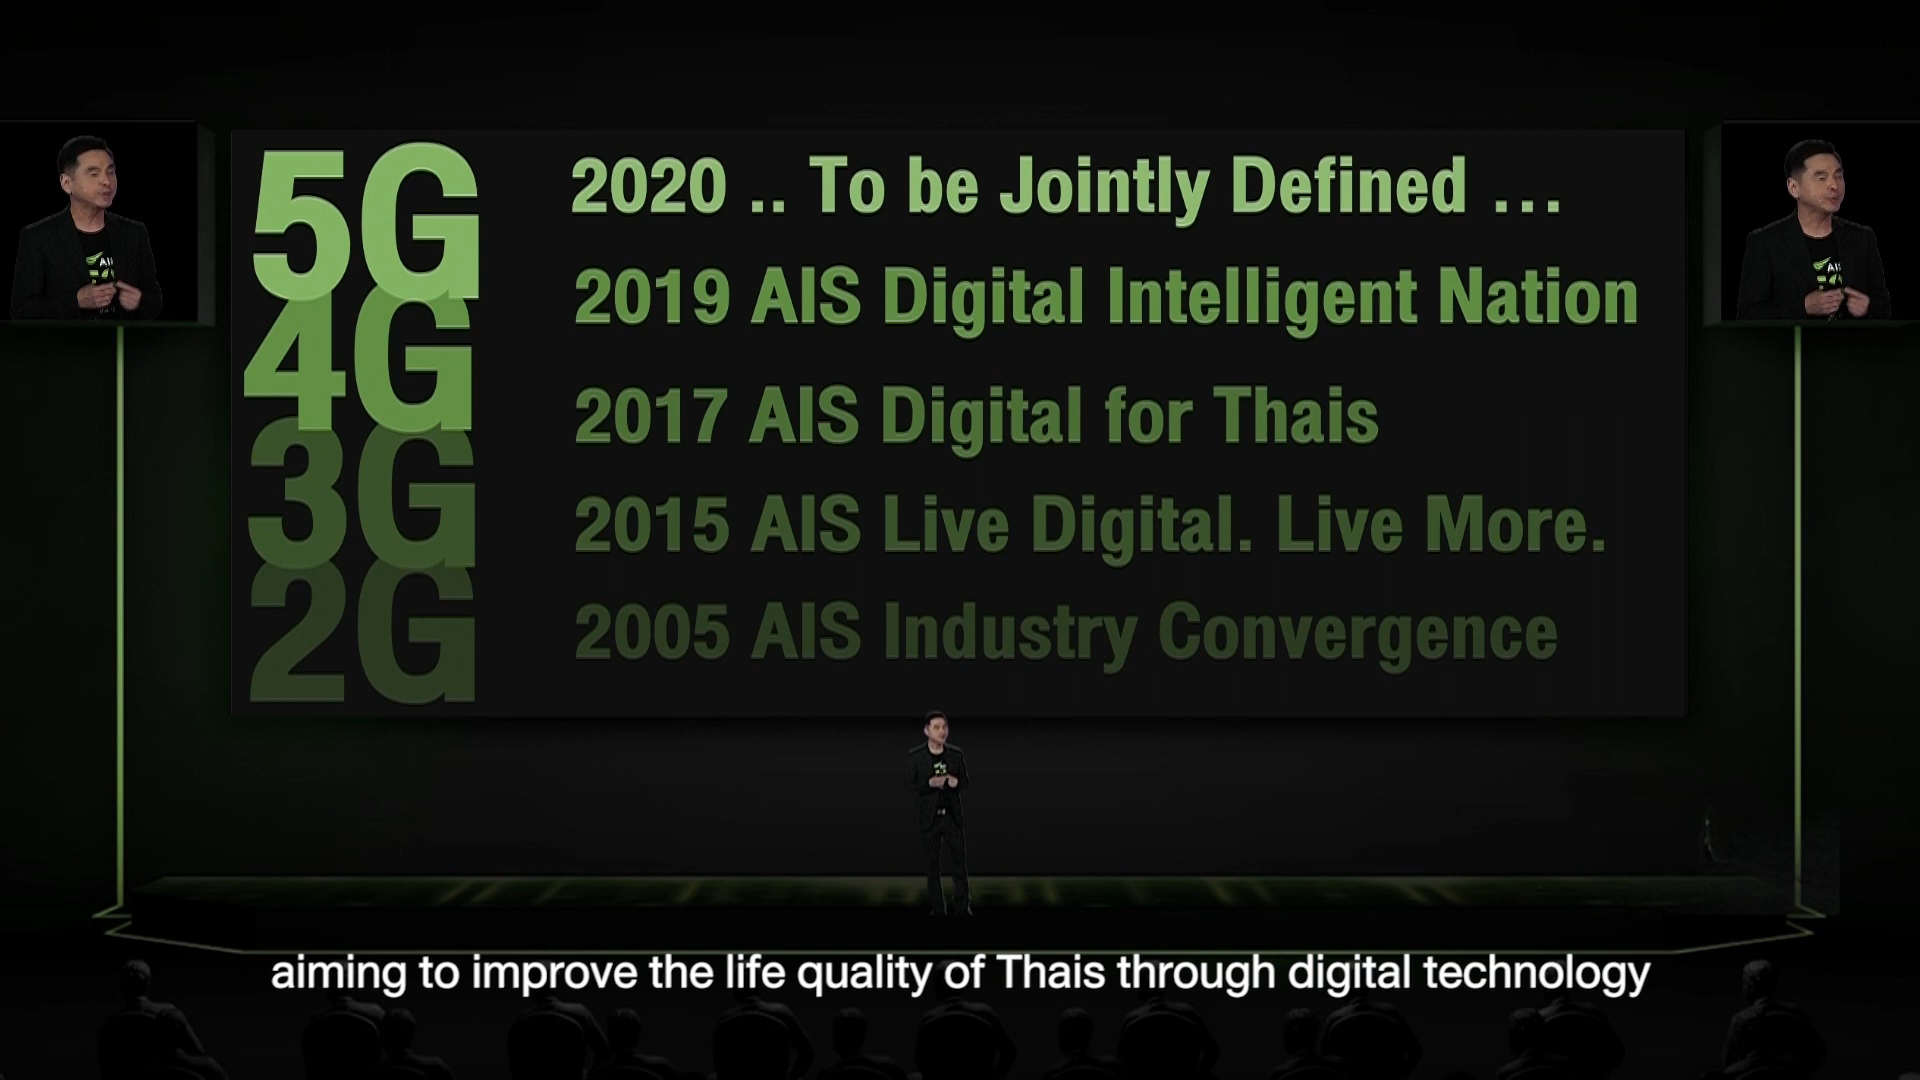 5G
2020 .. To be Jointly Defined ...
4G
2019 AIS Digital Intelligent Nation
2017 AIS Digital for Thais
3G
2015 AIS Live Digital. Live More.
2G
2005 AIS Industry Convergence
AIS
AIS
aiming to improve the life quality of Thais through digital technology